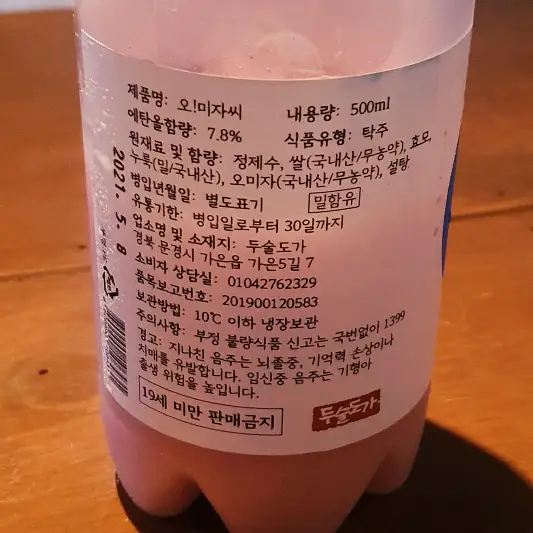 제품명: 오!미자씨 내용량: 500ml
에탄올함량: 7.8% 식품유형: 탁주
원재료 및 함량: 정제수, 쌀(국내산/무농약), 효모,
누룩(밀/국내산), 오미자(국내산/무농약), 설탕
병입년월일: 별도표기 밀함유
유통기한: 병입일로부터 30일까지
업소명 및 소재지: 두술도가
경북 문경시 가은읍 가은5길 7
소비자 상담실: 01042762329
품목보고번호: 201900120583
보관방법: 10℃ 이하 냉장보관
주의사항: 부정 불량식품 신고는 국번없이 1399
경고: 지나친 음주는 뇌졸중, 기억력 손상이나
치매를 유발합니다. 임신중 음주는 기형아
출생 위험을 높입니다.
19세 미만 판매금지
두술도가
2021. 5. 8